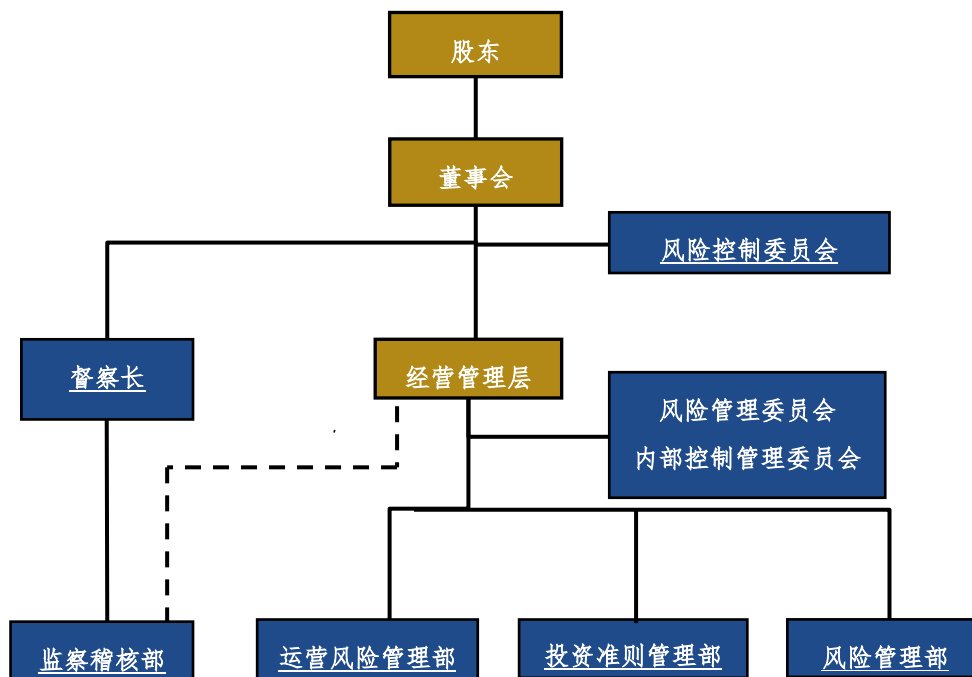 股东
董事会
风险控制委员会
督察长
经营管理层
风险管理委员会
内部控制管理委员会
监察稽核部
运营风险管理部
投资准则管理部
风险管理部